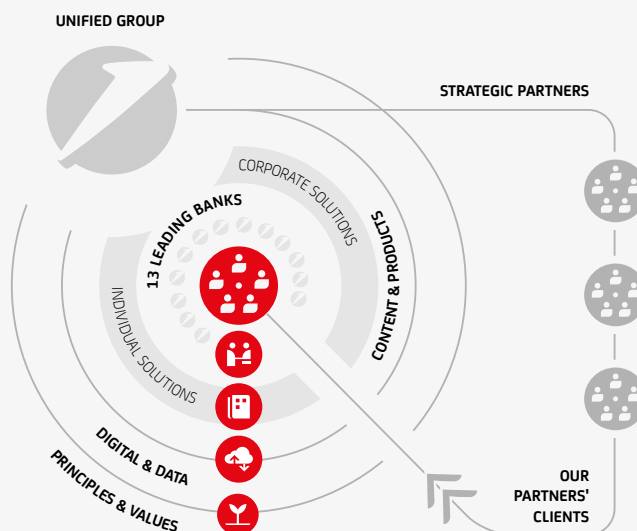 UNIFIED GROUP
STRATEGIC PARTNERS
CORPORATE SOLUTIONS
13 LEADING BANKS
CONTENT & PRODUCTS
INDIVIDUAL SOLUTIONS
DIGITAL & DATA
PRINCIPLES & VALUES
OUR
PARTNERS'
CLIENTS